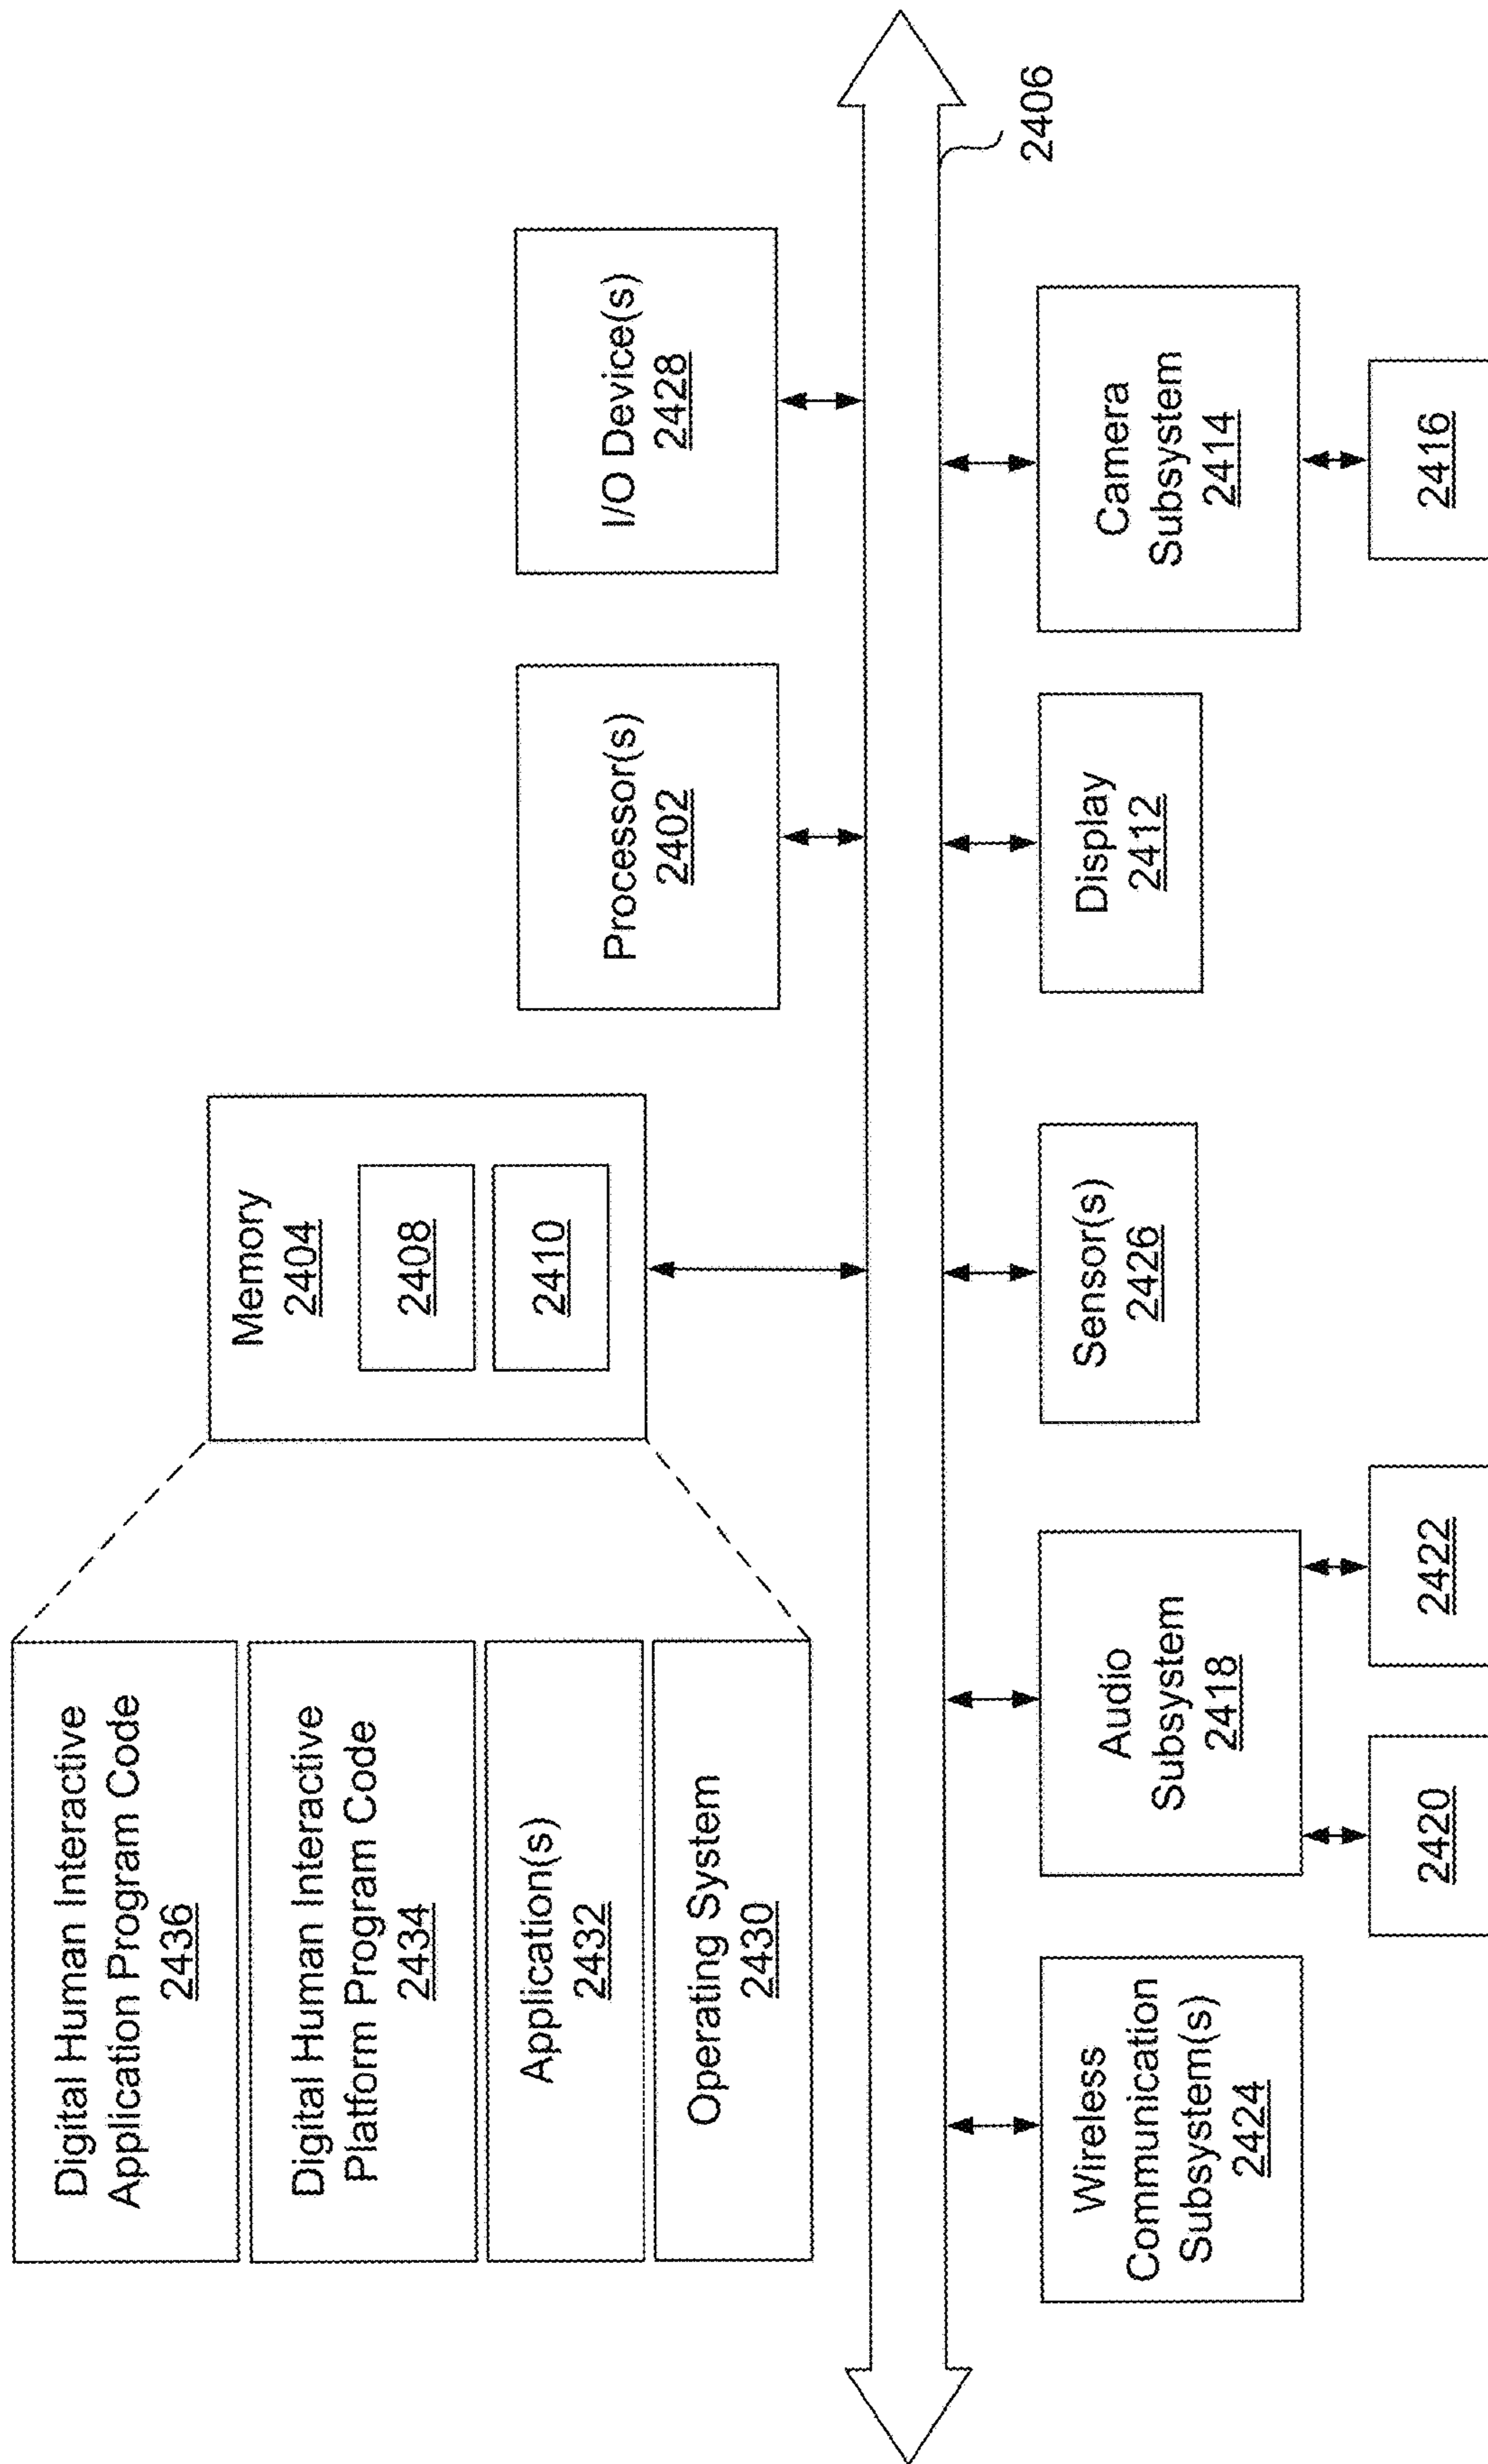 Digital Human Interactive
Application Program Code
2436
Digital Human Interactive
Platform Program Code
2434
Application(s)
2432
Operating System
2430
Memory
2404
2408
2410
Processor(s)
2402
I/O Device(s)
2428
2406
Wireless
Communication
Subsystem(s)
2424
Audio
Subsystem
2418
2420
2422
Sensor(s)
2426
Display
2412
Camera
Subsystem
2414
2416